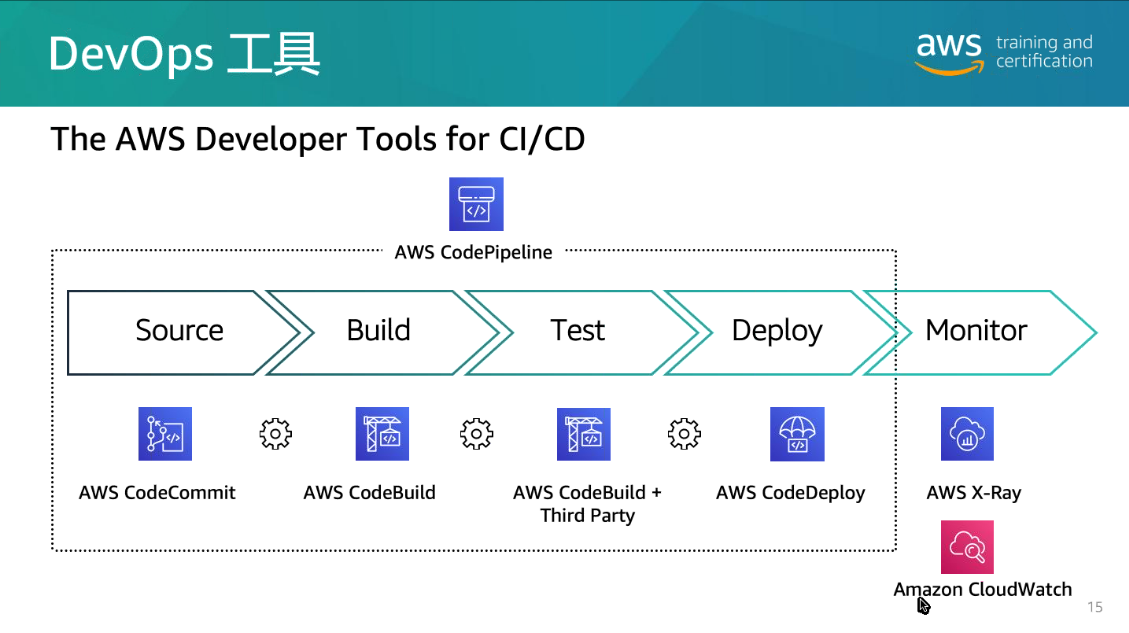 DevOps 工具
aws training and
certification
The AWS Developer Tools for CI/CD
AWS CodePipeline
Source
Build
Test
Deploy
Monitor
AWS CodeCommit
AWS CodeBuild
AWS CodeBuild +
Third Party
AWS CodeDeploy
AWS X-Ray
Amazon CloudWatch
15